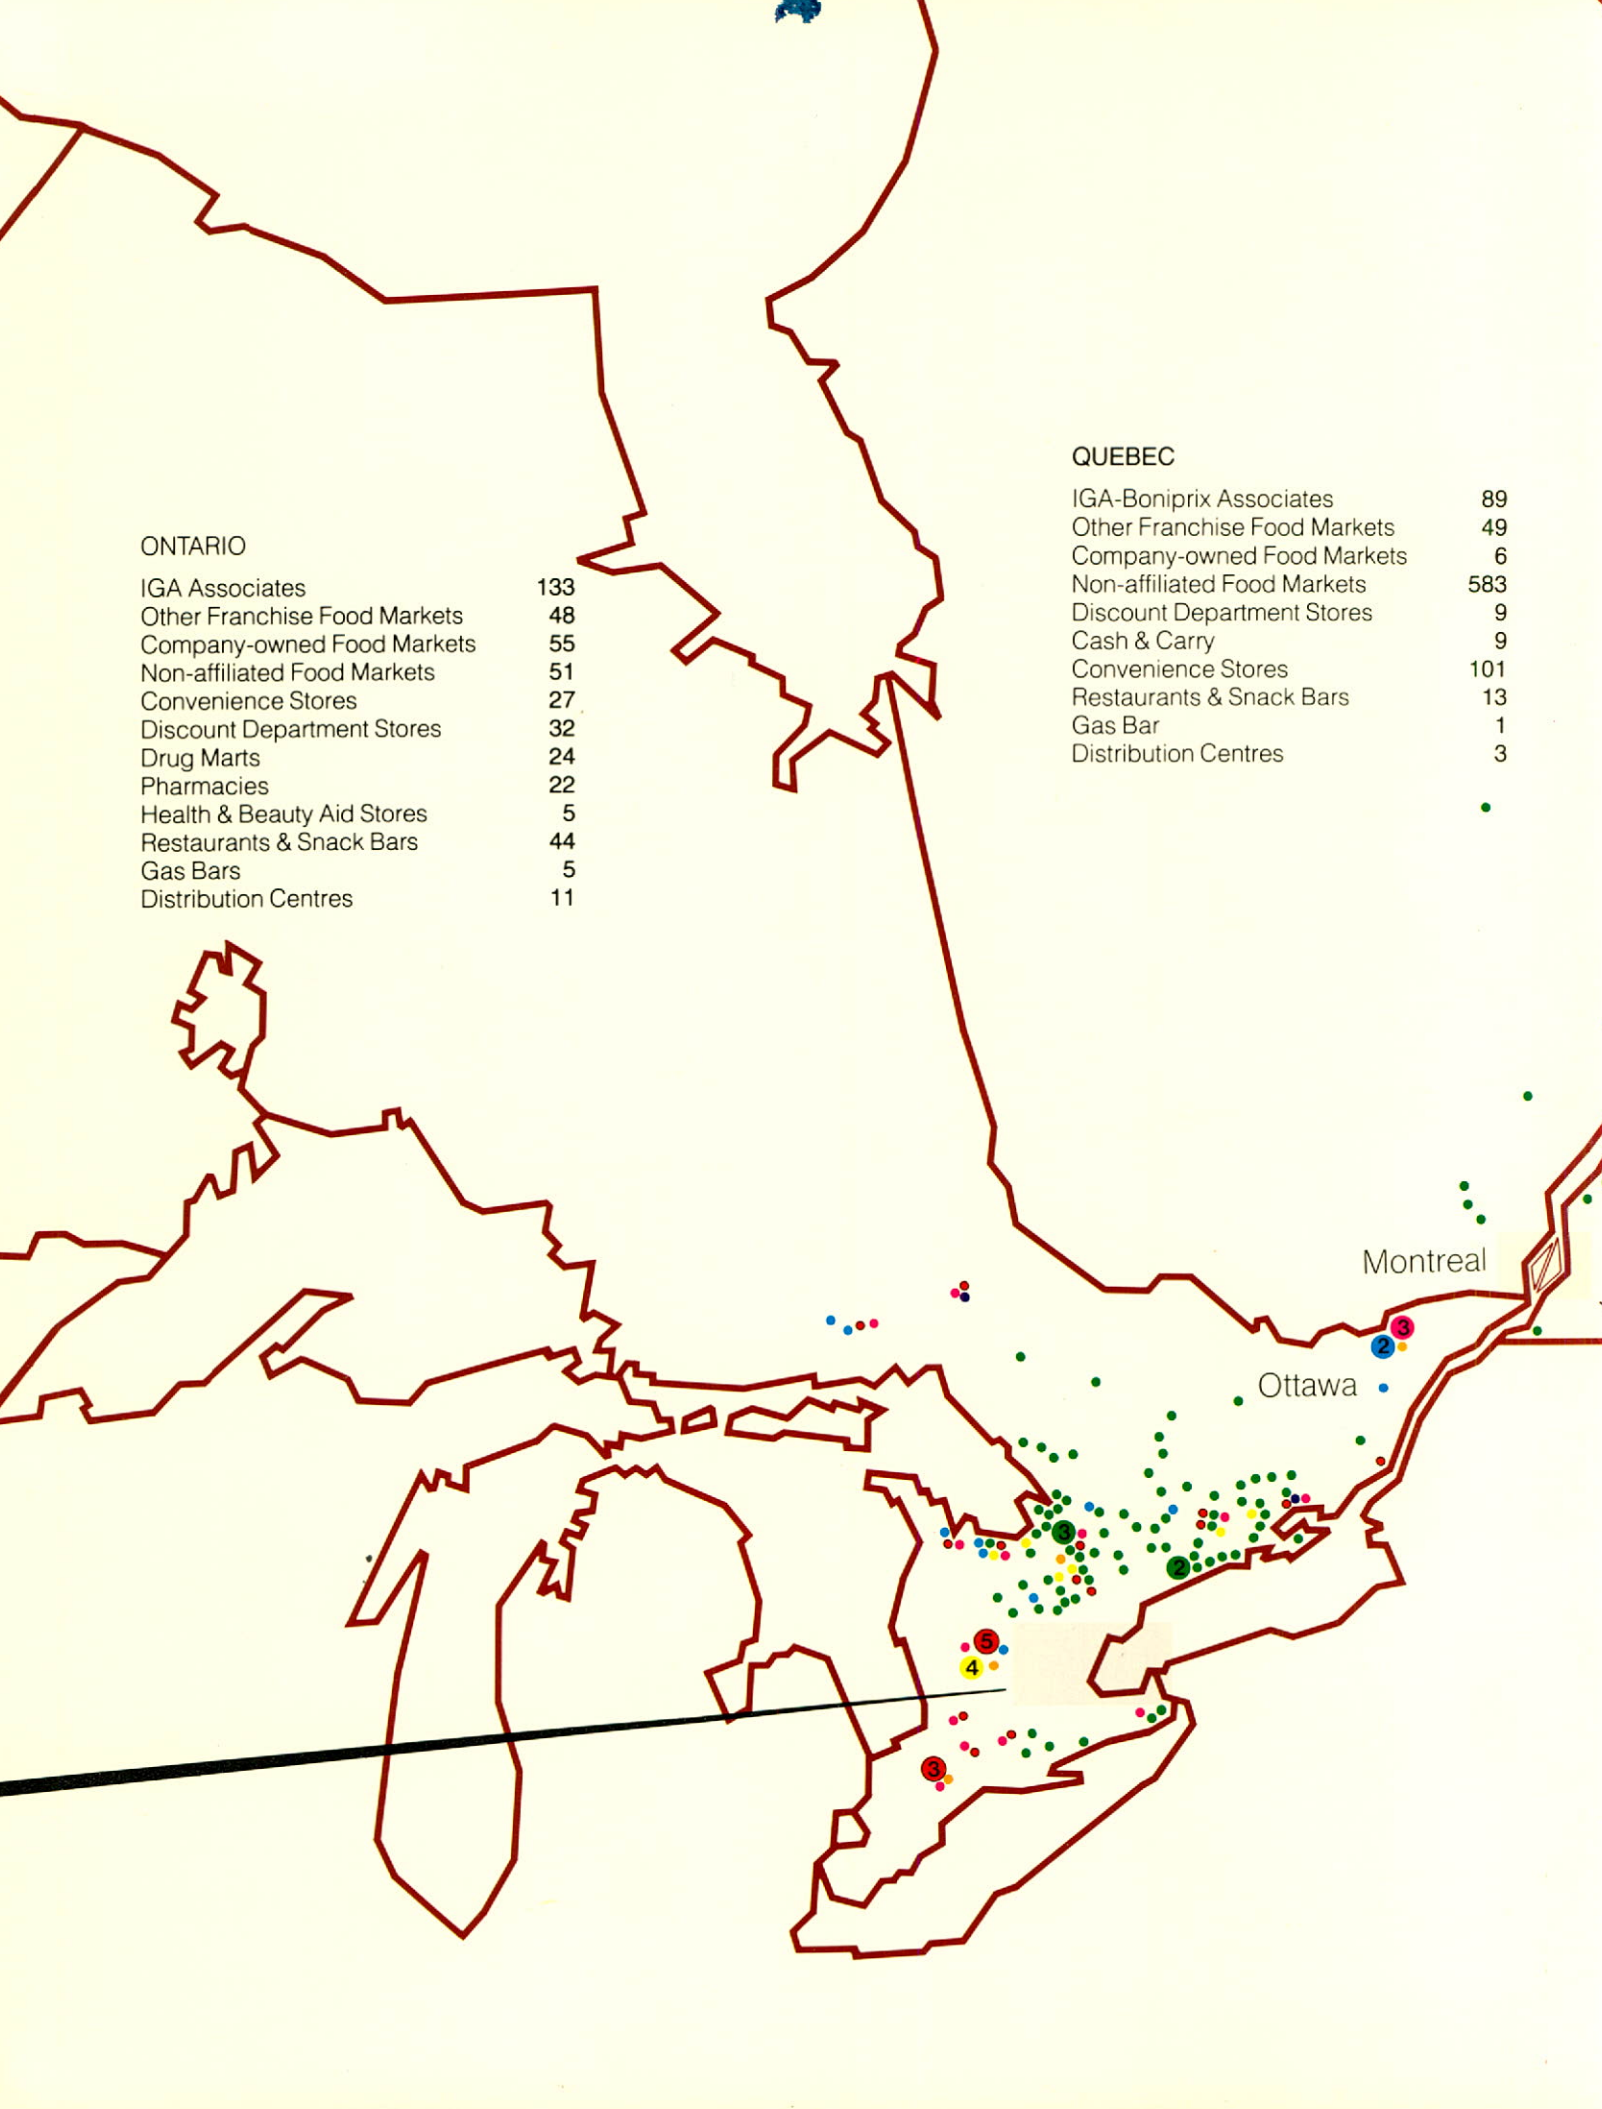 QUEBEC
IGA-Boniprix Associates 89
Other Franchise Food Markets 49
Company-owned Food Markets 6
Non-affiliated Food Markets 583
Discount Department Stores 9
Cash & Carry 9
Convenience Stores 101
Restaurants & Snack Bars 13
Gas Bar 1
Distribution Centres 3
ONTARIO
IGA Associates 133
Other Franchise Food Markets 48
Company-owned Food Markets 55
Non-affiliated Food Markets 51
Convenience Stores 27
Discount Department Stores 32
Drug Marts 24
Pharmacies 22
Health & Beauty Aid Stores 5
Restaurants & Snack Bars 44
Gas Bars 5
Distribution Centres 11
Montreal
3
2
Ottawa
3
2
5
4
3